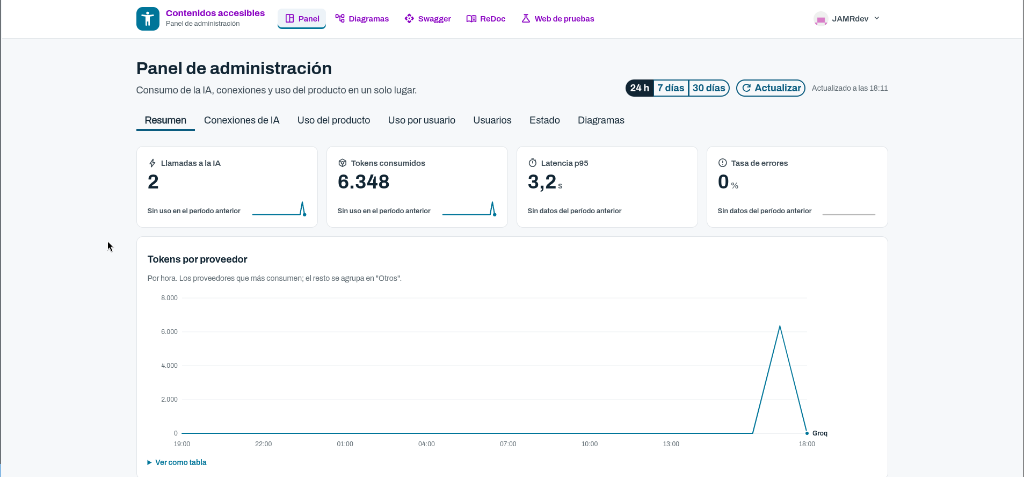 Contenidos accesibles
Panel de administración
Panel
Diagramas
Swagger
ReDoc
Web de pruebas
JAMRdev
Panel de administración
Consumo de la IA, conexiones y uso del producto en un solo lugar.
24 h
7 días
30 días
Actualizar
Actualizado a las 18:11
Resumen
Conexiones de IA
Uso del producto
Uso por usuario
Usuarios
Estado
Diagramas
Llamadas a la IA
2
Sin uso en el período anterior
Tokens consumidos
6.348
Sin uso en el período anterior
Latencia p95
3,2 s
Sin datos del período anterior
Tasa de errores
0 %
Sin datos del período anterior
Tokens por proveedor
Por hora. Los proveedores que más consumen; el resto se agrupa en "Otros".
8.000
6.000
4.000
2.000
0
19:00 22:00 01:00 04:00 07:00 10:00 13:00 18:00
Groq
Ver como tabla